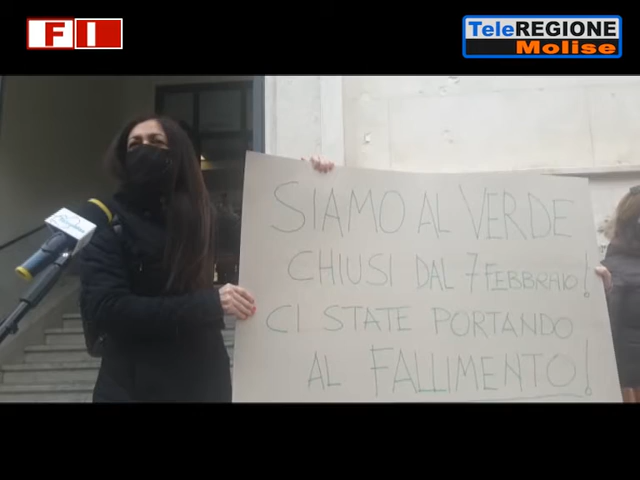 FI
TeleREGIONE
Molise
SIAMO AL VERDE
CHIUSI DAL 7 FEBBRAIO!
CI STATE PORTANDO
AL FALLIMENTO!